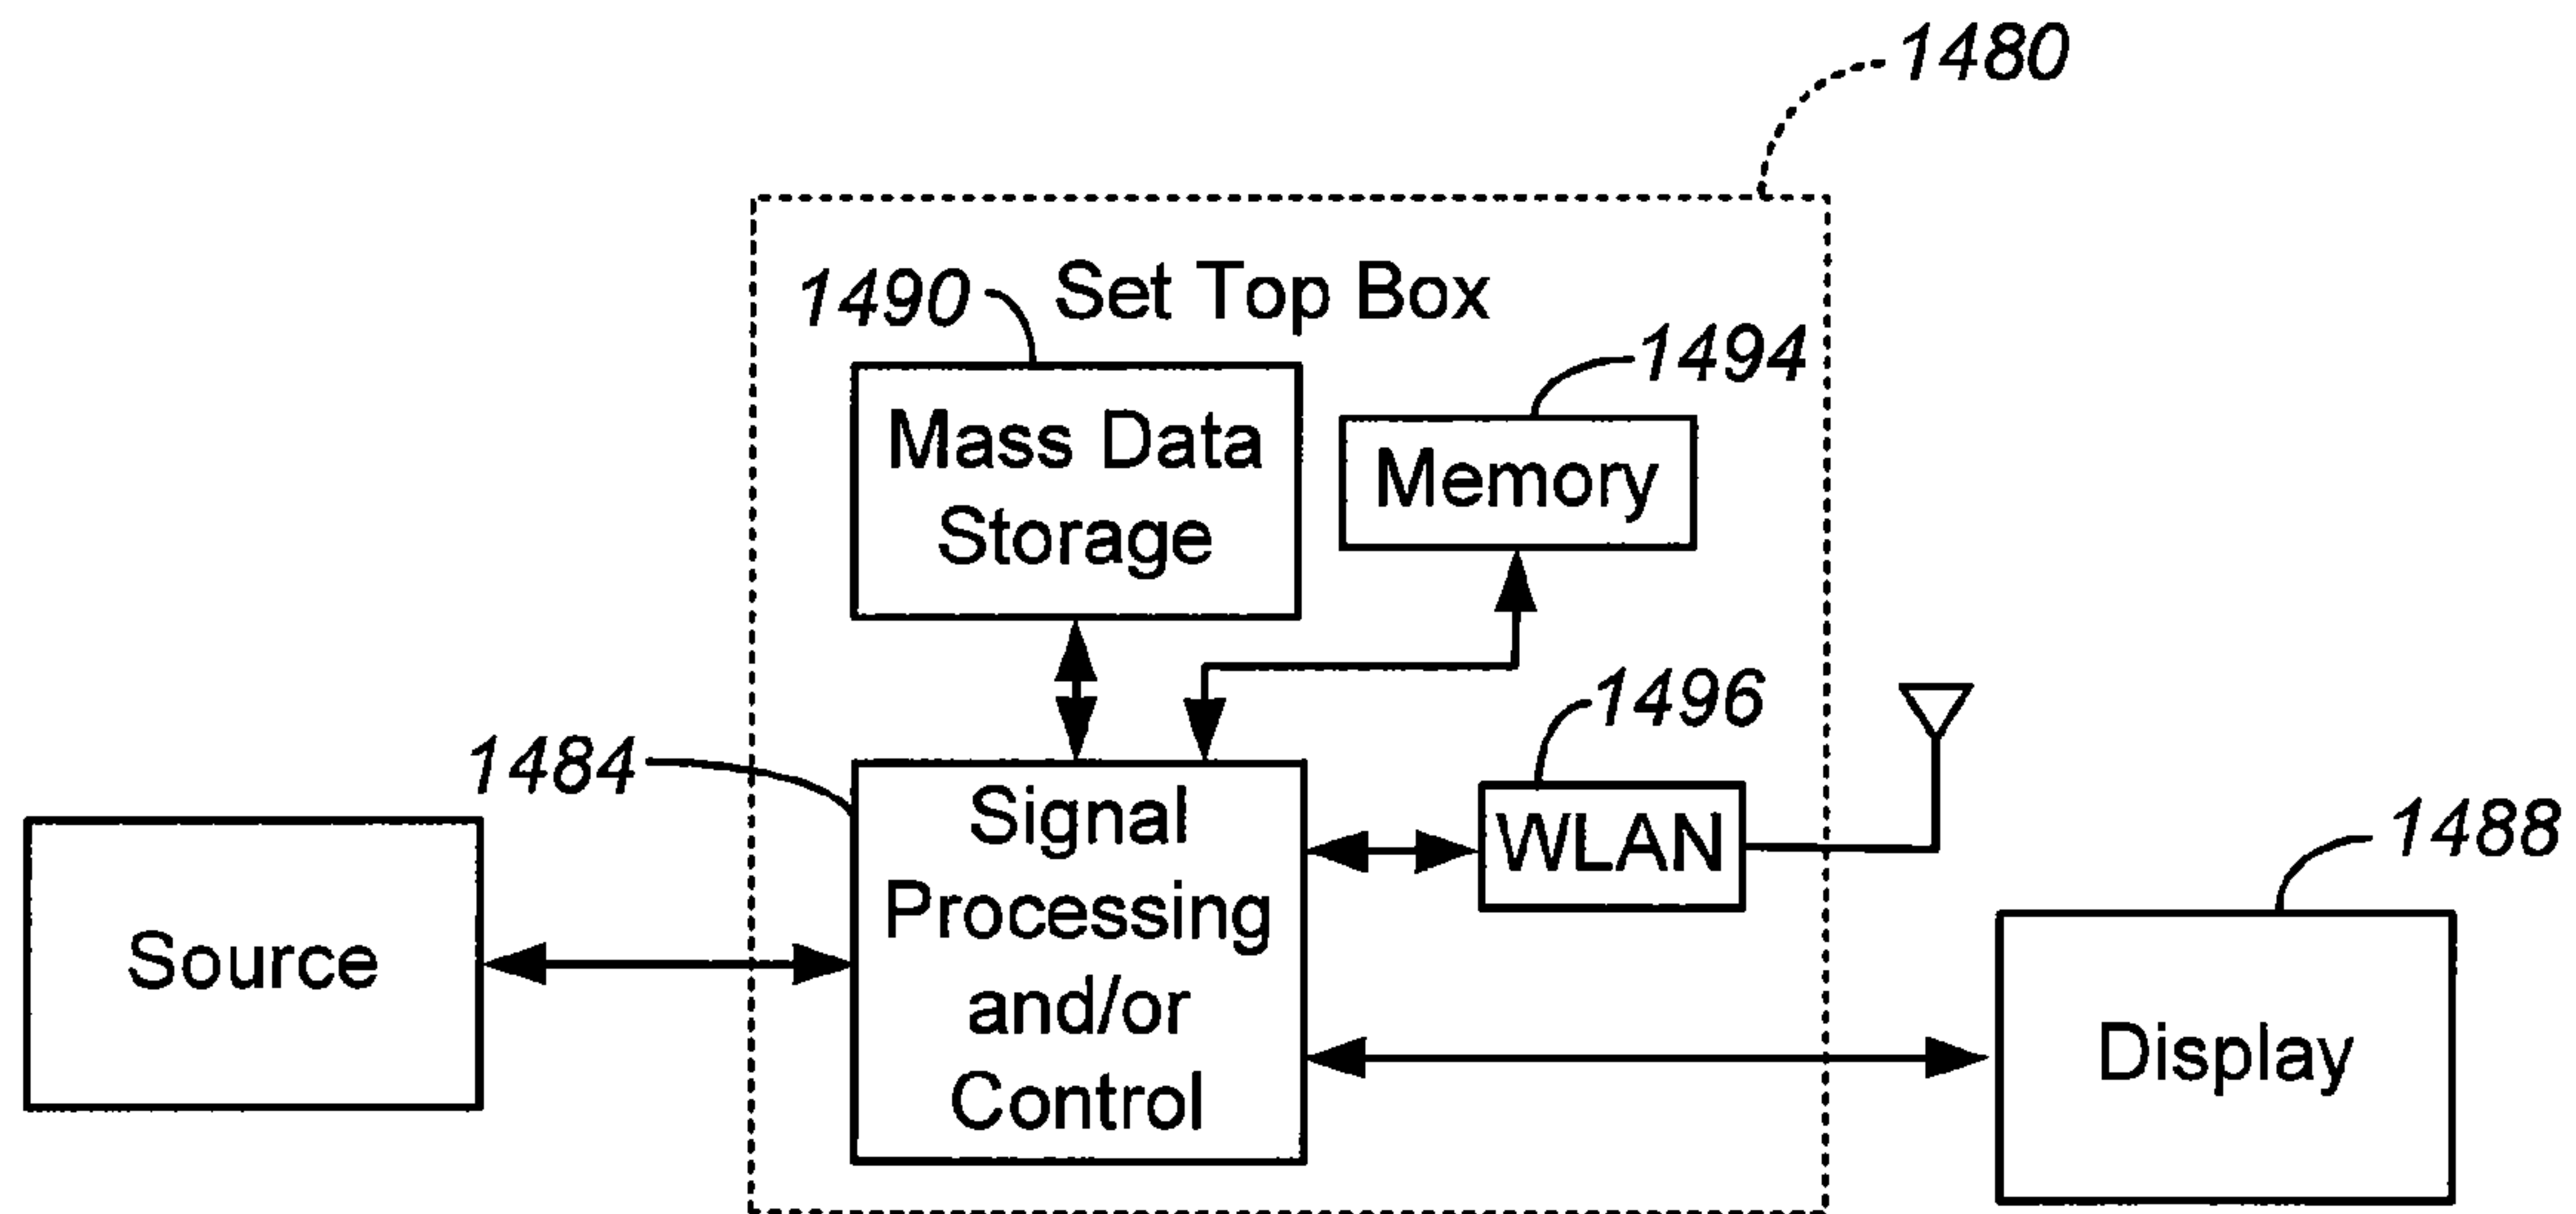 1480
Set Top Box
1490
1494
Mass Data
Storage
Memory
1496
1484
Signal
Processing
and/or
Control
WLAN
1488
Source
Display